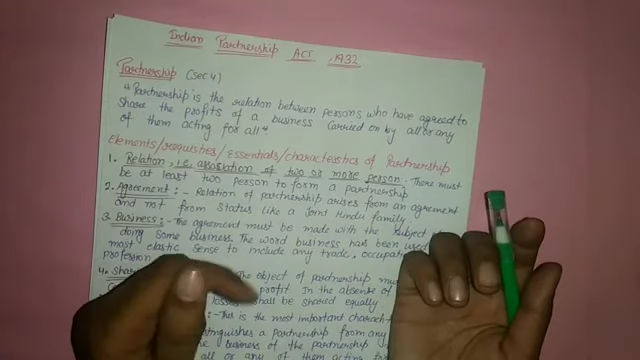 Indian Partnership ACT, 1932
Partnership (Sec 4)
"Partnership is the relation between persons who have agreed to
share the profits of a business carried on by all or any
of them acting for all"
Elements/requisties/essentials/characteristics of Partnership
1. Relation, i.e. association of two or more person. There must
be at least two person to form a partnership
2. Agreement: - Relation of partnership arises from an agreement
and not from status like a Joint Hindu family
3. Business: - The agreement must be made with the subject
doing some business. The word business has been used
most elastic sense to include any trade, occupati
profession
4. Shar The object of partnership mu
profit In the absence of
losses shall be shared equally
: - This is the most important charact
tinguishes a partnership from any
business of the partnership
all or any of them acting for